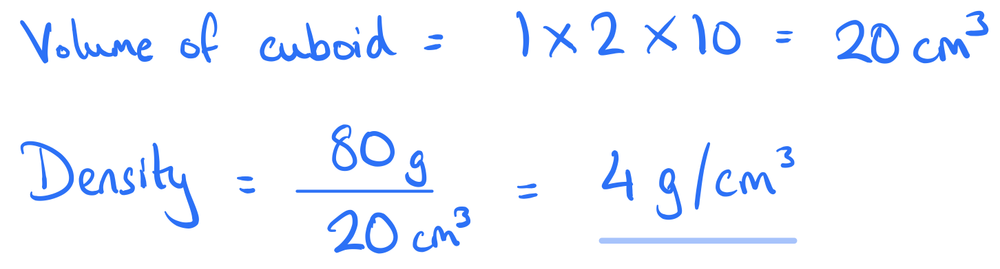 Volume of cuboid = 1 × 2 × 10 = 20 cm³
Density = 80 g / 20 cm³ = 4 g/cm³